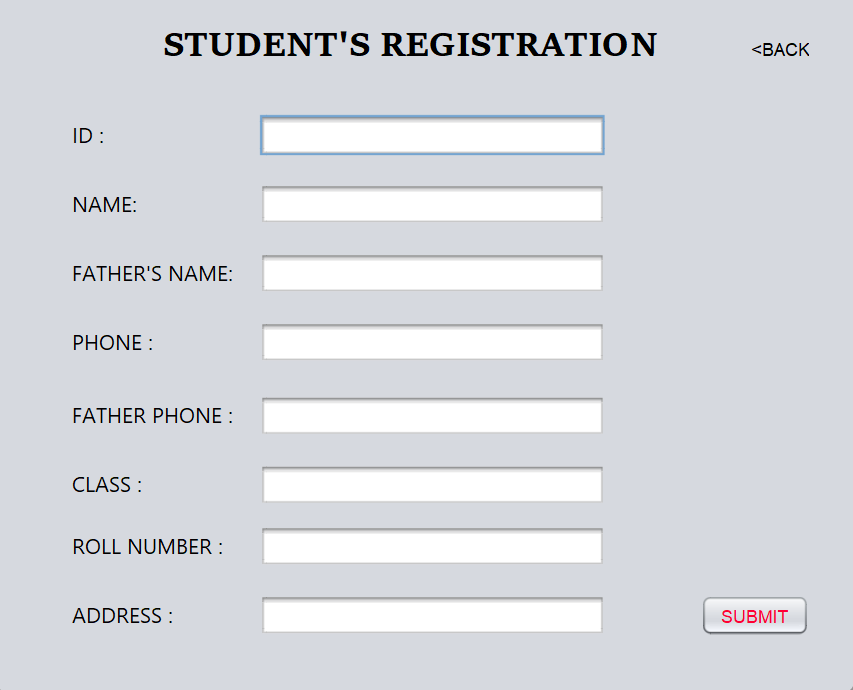 STUDENT'S REGISTRATION
<BACK
ID :
NAME:
FATHER'S NAME:
PHONE :
FATHER PHONE :
CLASS :
ROLL NUMBER :
ADDRESS :
SUBMIT